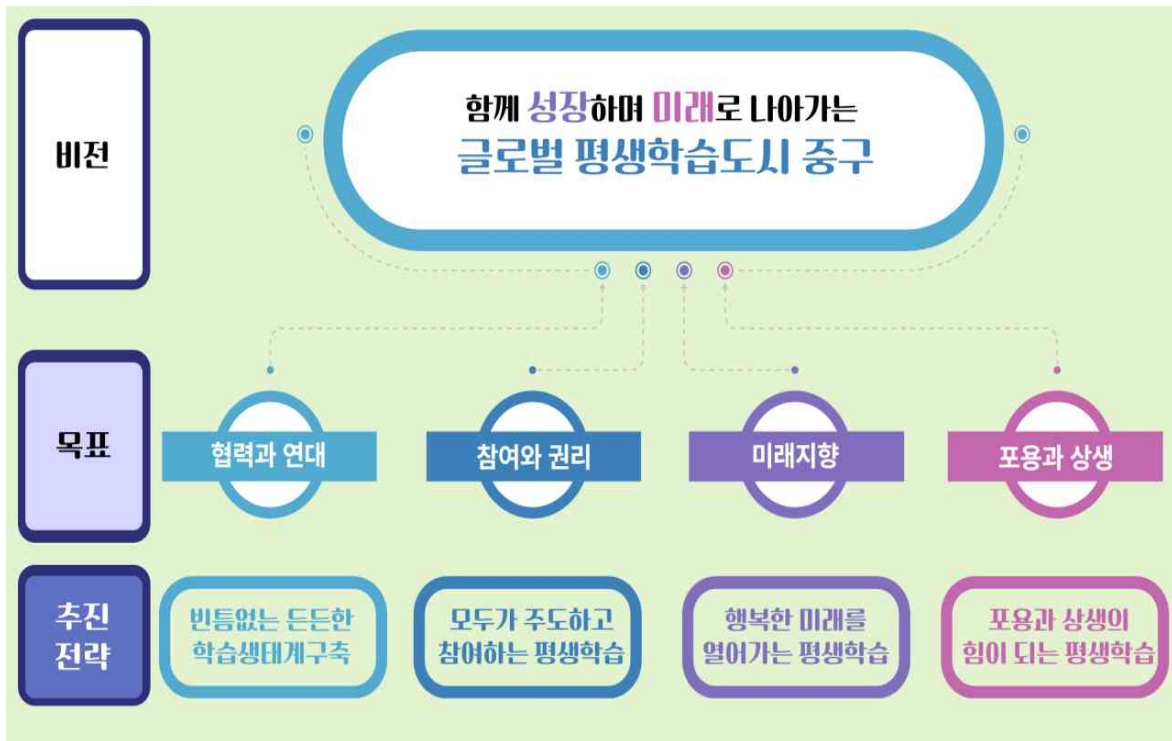 비전
함께 성장하며 미래로 나아가는
글로벌 평생학습도시 중구
목표
협력과 연대
참여와 권리
미래지향
포용과 상생
추진
전략
빈틈없는 든든한
학습생태계구축
모두가 주도하고
참여하는 평생학습
행복한 미래를
열어가는 평생학습
포용과 상생의
힘이 되는 평생학습